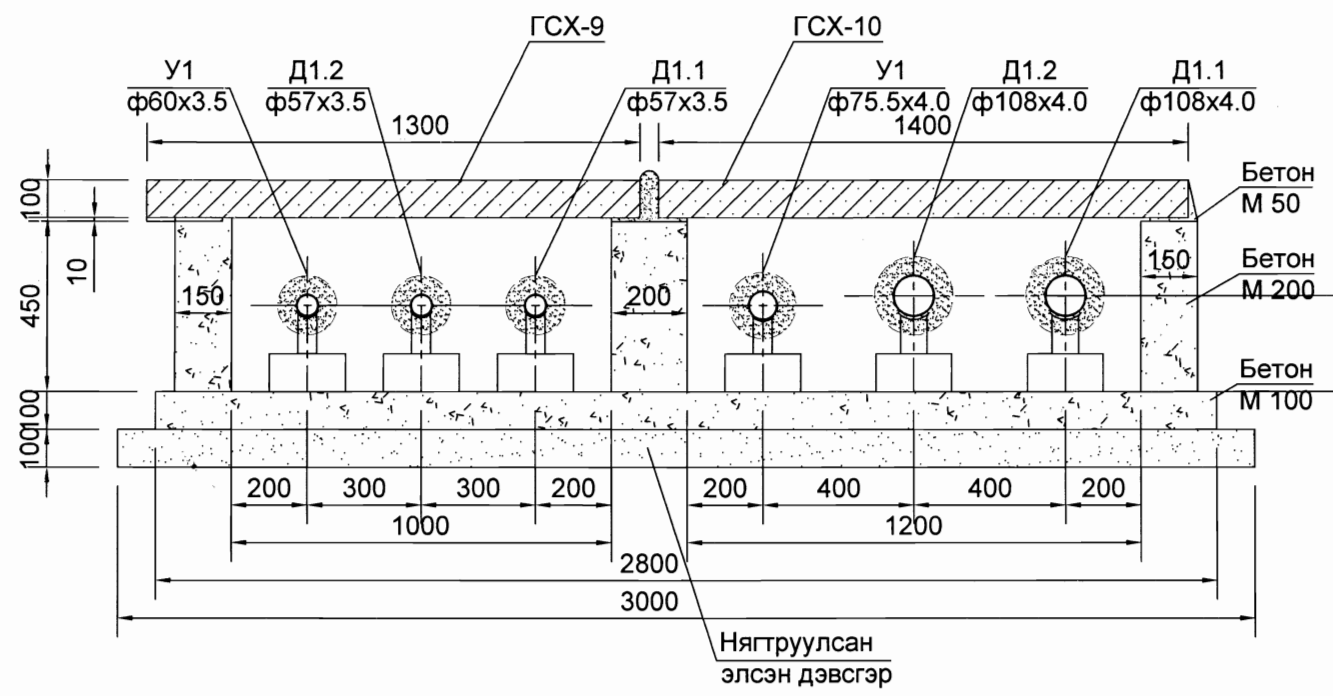 ГСХ-9
ГСХ-10
У1
ф60x3.5
Д1.2
ф57x3.5
Д1.1
ф57x3.5
У1
ф75.5x4.0
Д1.2
ф108x4.0
Д1.1
ф108x4.0
1300
1400
100
10
450
100
100
Бетон
М 50
150
200
150
Бетон
М 200
Бетон
М 100
200
300
300
200
200
400
400
200
1000
1200
2800
3000
Нягтруулсан
элсэн дэвсгэр